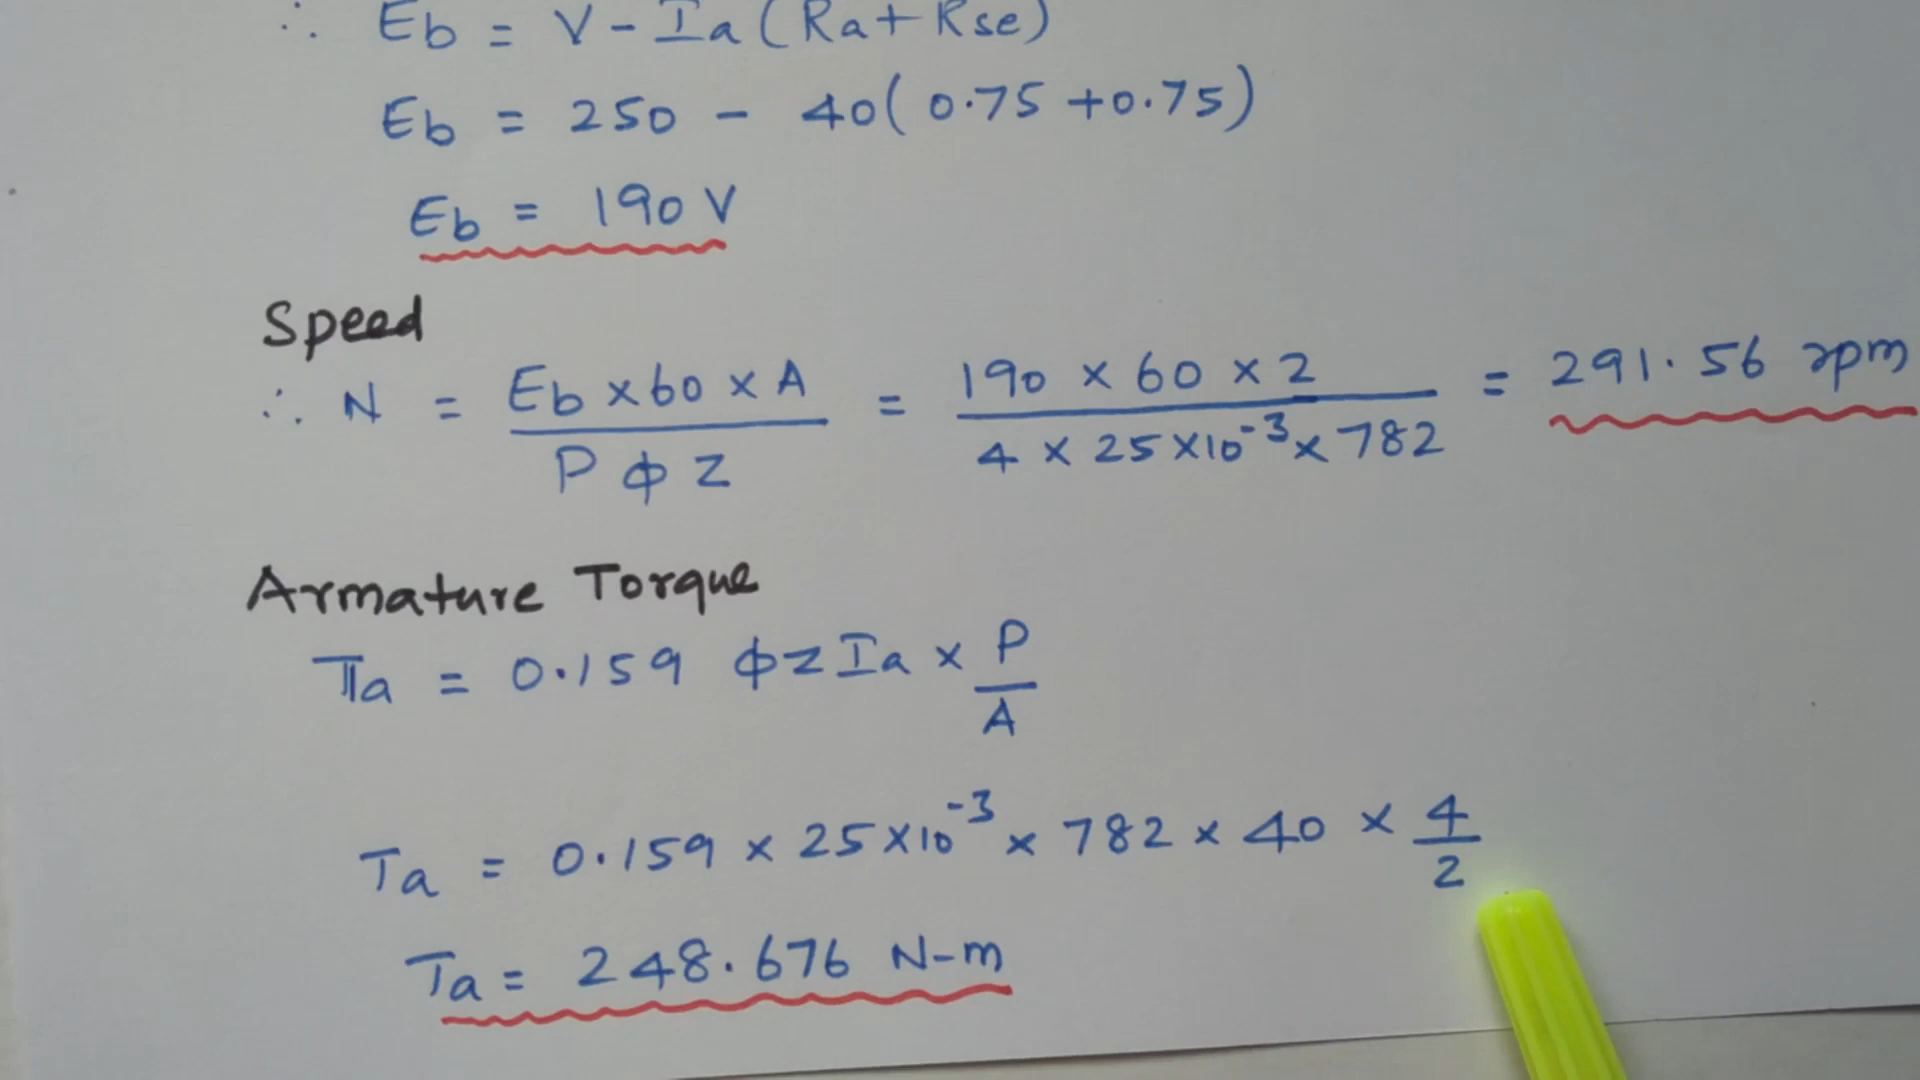 ∴ Eb = V - Ia (Ra + Rse)
Eb = 250 - 40( 0.75 +0.75)
Eb = 190 V
Speed
∴ N = Eb x 60 x A / P ϕ Z = 190 x 60 x 2 / 4 x 25 x10⁻³ x 782 = 291.56 rpm
Armature Torque
Ta = 0.159 ϕ Z Ia x P / A
Ta = 0.159 x 25 x10⁻³ x 782 x 40 x 4 / 2
Ta = 248.676 N-m